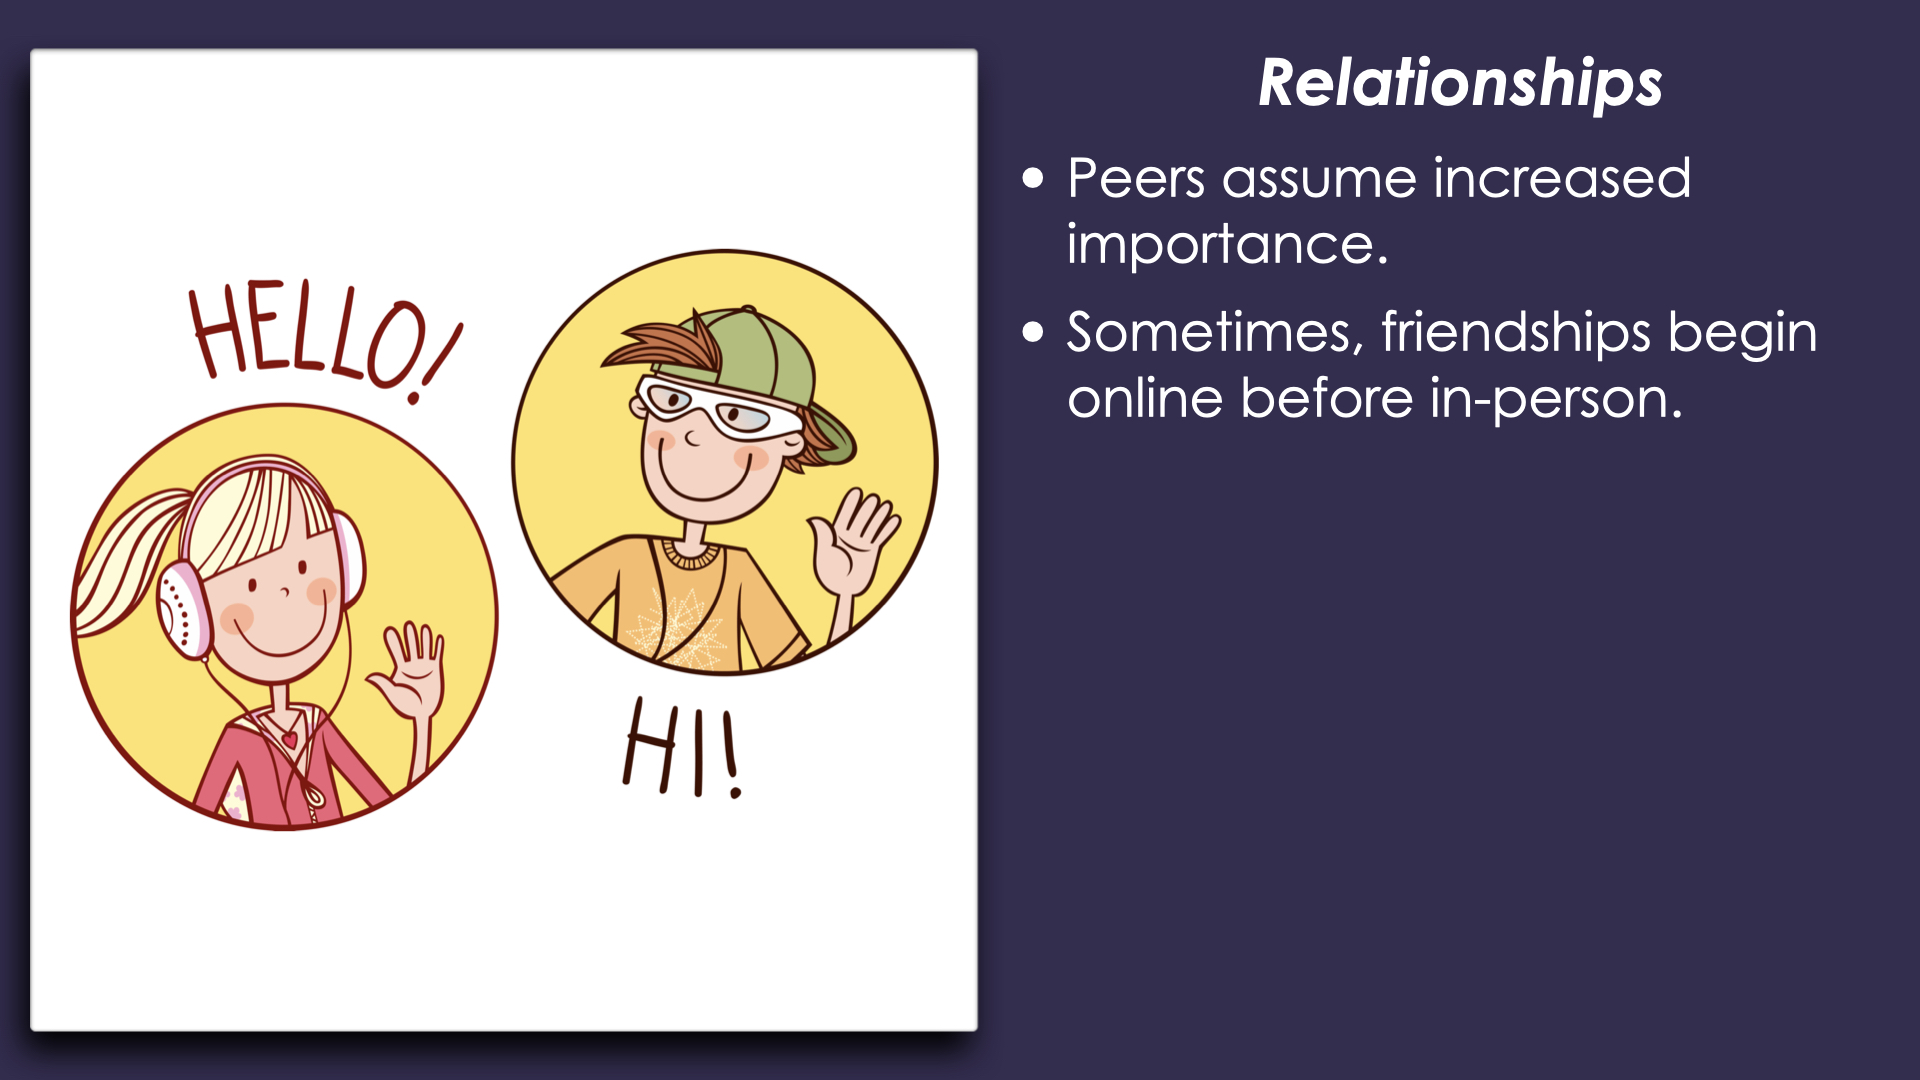 HELLO!
HI!
Relationships
• Peers assume increased
importance.
• Sometimes, friendships begin
online before in-person.